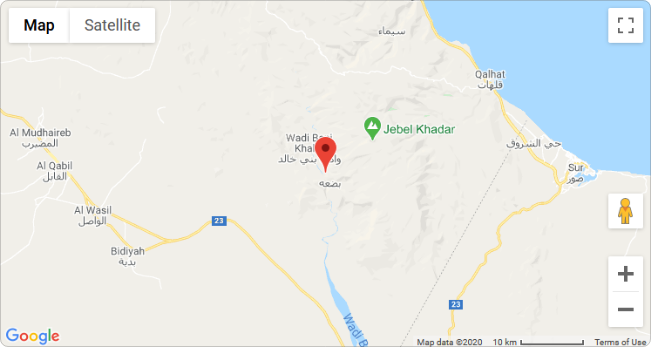 Map
Satellite
سيماء
Qalhat
قلهات
Jebel Khadar
Al Mudhaireb
المضيرب
Wadi Bani
Khal
وادي بني خالد
حي الشروق
Al Qabil
القابل
Sur
صور
بضعه
Al Wasil
الواصل
23
Bidiyah
بدية
23
Wadi B
Google
Map data ©2020
10 km
Terms of Use